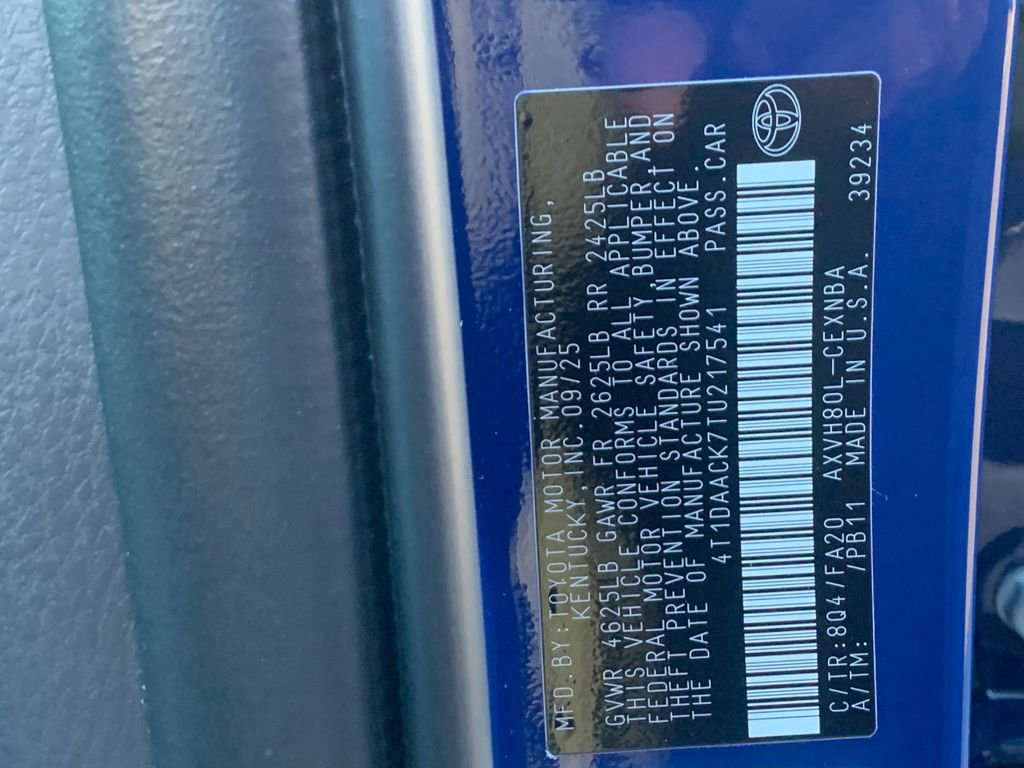 MFD.BY:TOYOTA MOTOR MANUFACTURING,
KENTUCKY,INC.09/25
GVWR 4625LB GAWR FR 2625LB RR 2425LB
THIS VEHICLE CONFORMS TO ALL APPLICABLE
FEDERAL MOTOR VEHICLE SAFETY,BUMPER,AND
THEFT PREVENTION STANDARDS IN EFFECT ON
THE DATE OF MANUFACTURE SHOWN ABOVE.
4T1DAACK7TU217541 PASS.CAR
C/TR:8Q4/FA20 AXVH80L-CEXNBA
A/TM: /PB11 MADE IN U.S.A. 39234